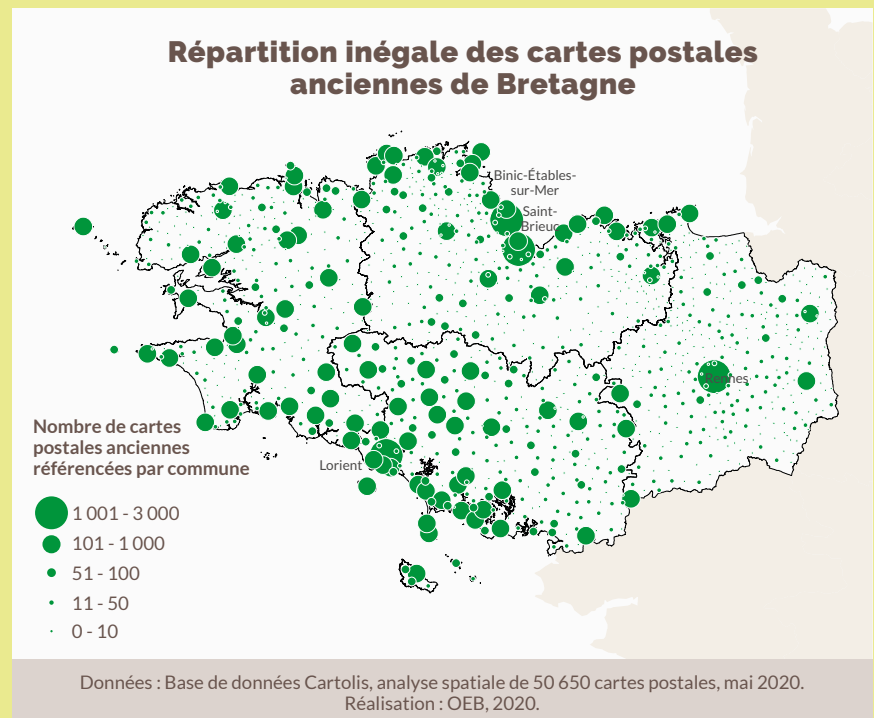 Répartition inégale des cartes postales
anciennes de Bretagne
Binic-Étables-
sur-Mer
Saint-
Brieuc
Rennes
Lorient
Nombre de cartes
postales anciennes
référencées par commune
1 001 - 3 000
101 - 1 000
51 - 100
11 - 50
0 - 10
Données : Base de données Cartolis, analyse spatiale de 50 650 cartes postales, mai 2020.
Réalisation : OEB, 2020.